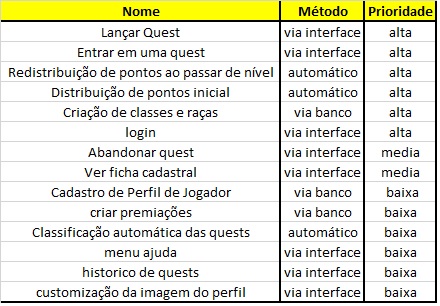 Nome Método Prioridade
Lançar Quest via interface alta
Entrar em uma quest via interface alta
Redistribuição de pontos ao passar de nível automático alta
Distribuição de pontos inicial automático alta
Criação de classes e raças via banco alta
login via interface alta
Abandonar quest via interface media
Ver ficha cadastral via interface media
Cadastro de Perfil de Jogador via banco baixa
criar premiações via banco baixa
Classificação automática das quests automático baixa
menu ajuda via interface baixa
historico de quests via interface baixa
customização da imagem do perfil via interface baixa